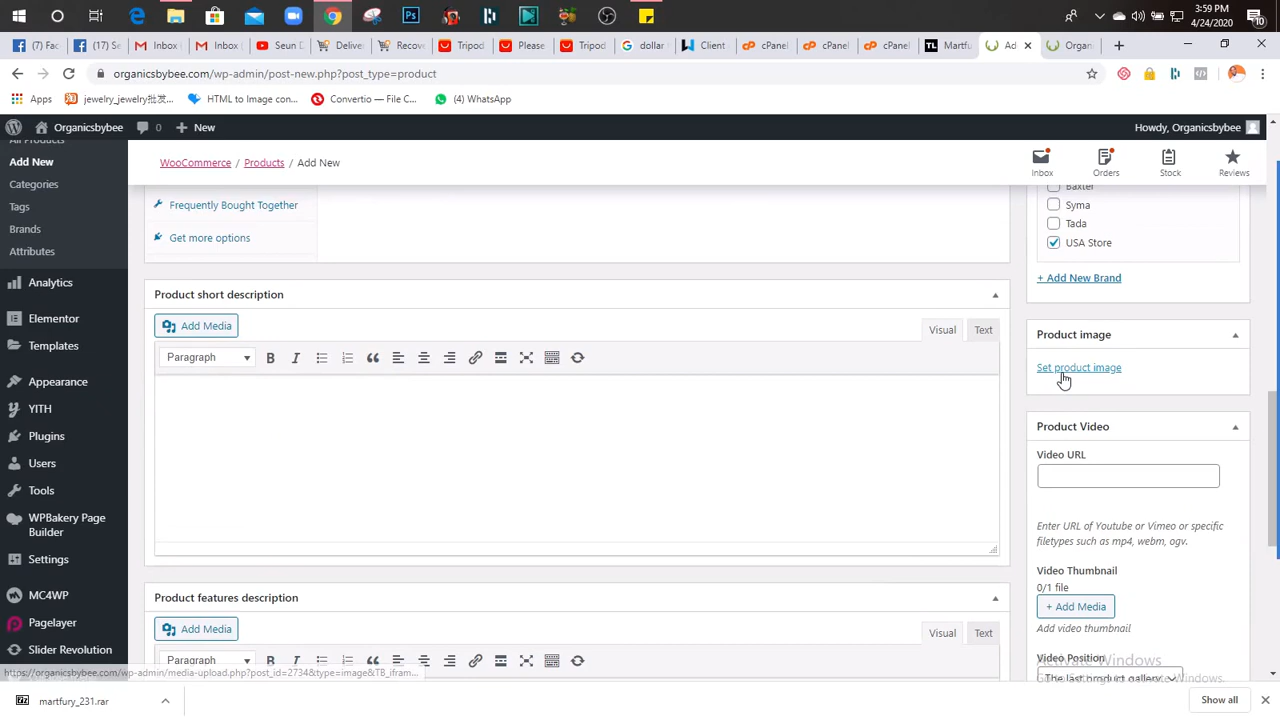 3:59 PM
4/24/2020
10
(7) Fac
(17) Se
Inbox
Inbox (
Seun D
Deliver
Recove
Tripod
Please
Tripod
dollar
Client
cPanel
cPanel
cPanel
Martfu
Ad
Organi
organicsbybee.com/wp-admin/post-new.php?post_type=product
Apps
jewelry_jewelry批发...
HTML to Image con...
Convertio — File C...
(4) WhatsApp
Organicsbybee
0
New
Howdy, Organicsbybee
All Products
Add New
Categories
Tags
Brands
Attributes
Analytics
Elementor
Templates
Appearance
YITH
Plugins
Users
Tools
WPBakery Page
Builder
Settings
MC4WP
Pagelayer
Slider Revolution
WooCommerce / Products / Add New
Inbox
Orders
Stock
Reviews
Frequently Bought Together
Get more options
Product short description
Add Media
Visual
Text
Paragraph
Product features description
Add Media
Visual
Text
Paragraph
Baxter
Syma
Tada
USA Store
+ Add New Brand
Product image
Set product image
Product Video
Video URL
Enter URL of Youtube or Vimeo or specific
filetypes such as mp4, webm, ogv.
Video Thumbnail
0/1 file
+ Add Media
Add video thumbnail
Video Position
The last product gallery
Activate Windows
https://organicsbybee.com/wp-admin/media-upload.php?post_id=2734&type=image&TB_ifram...
martfury_231.rar
Show all